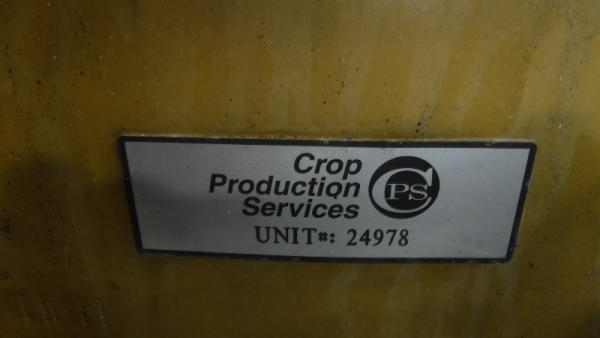 Crop
Production
Services
CPS
UNIT#: 24978